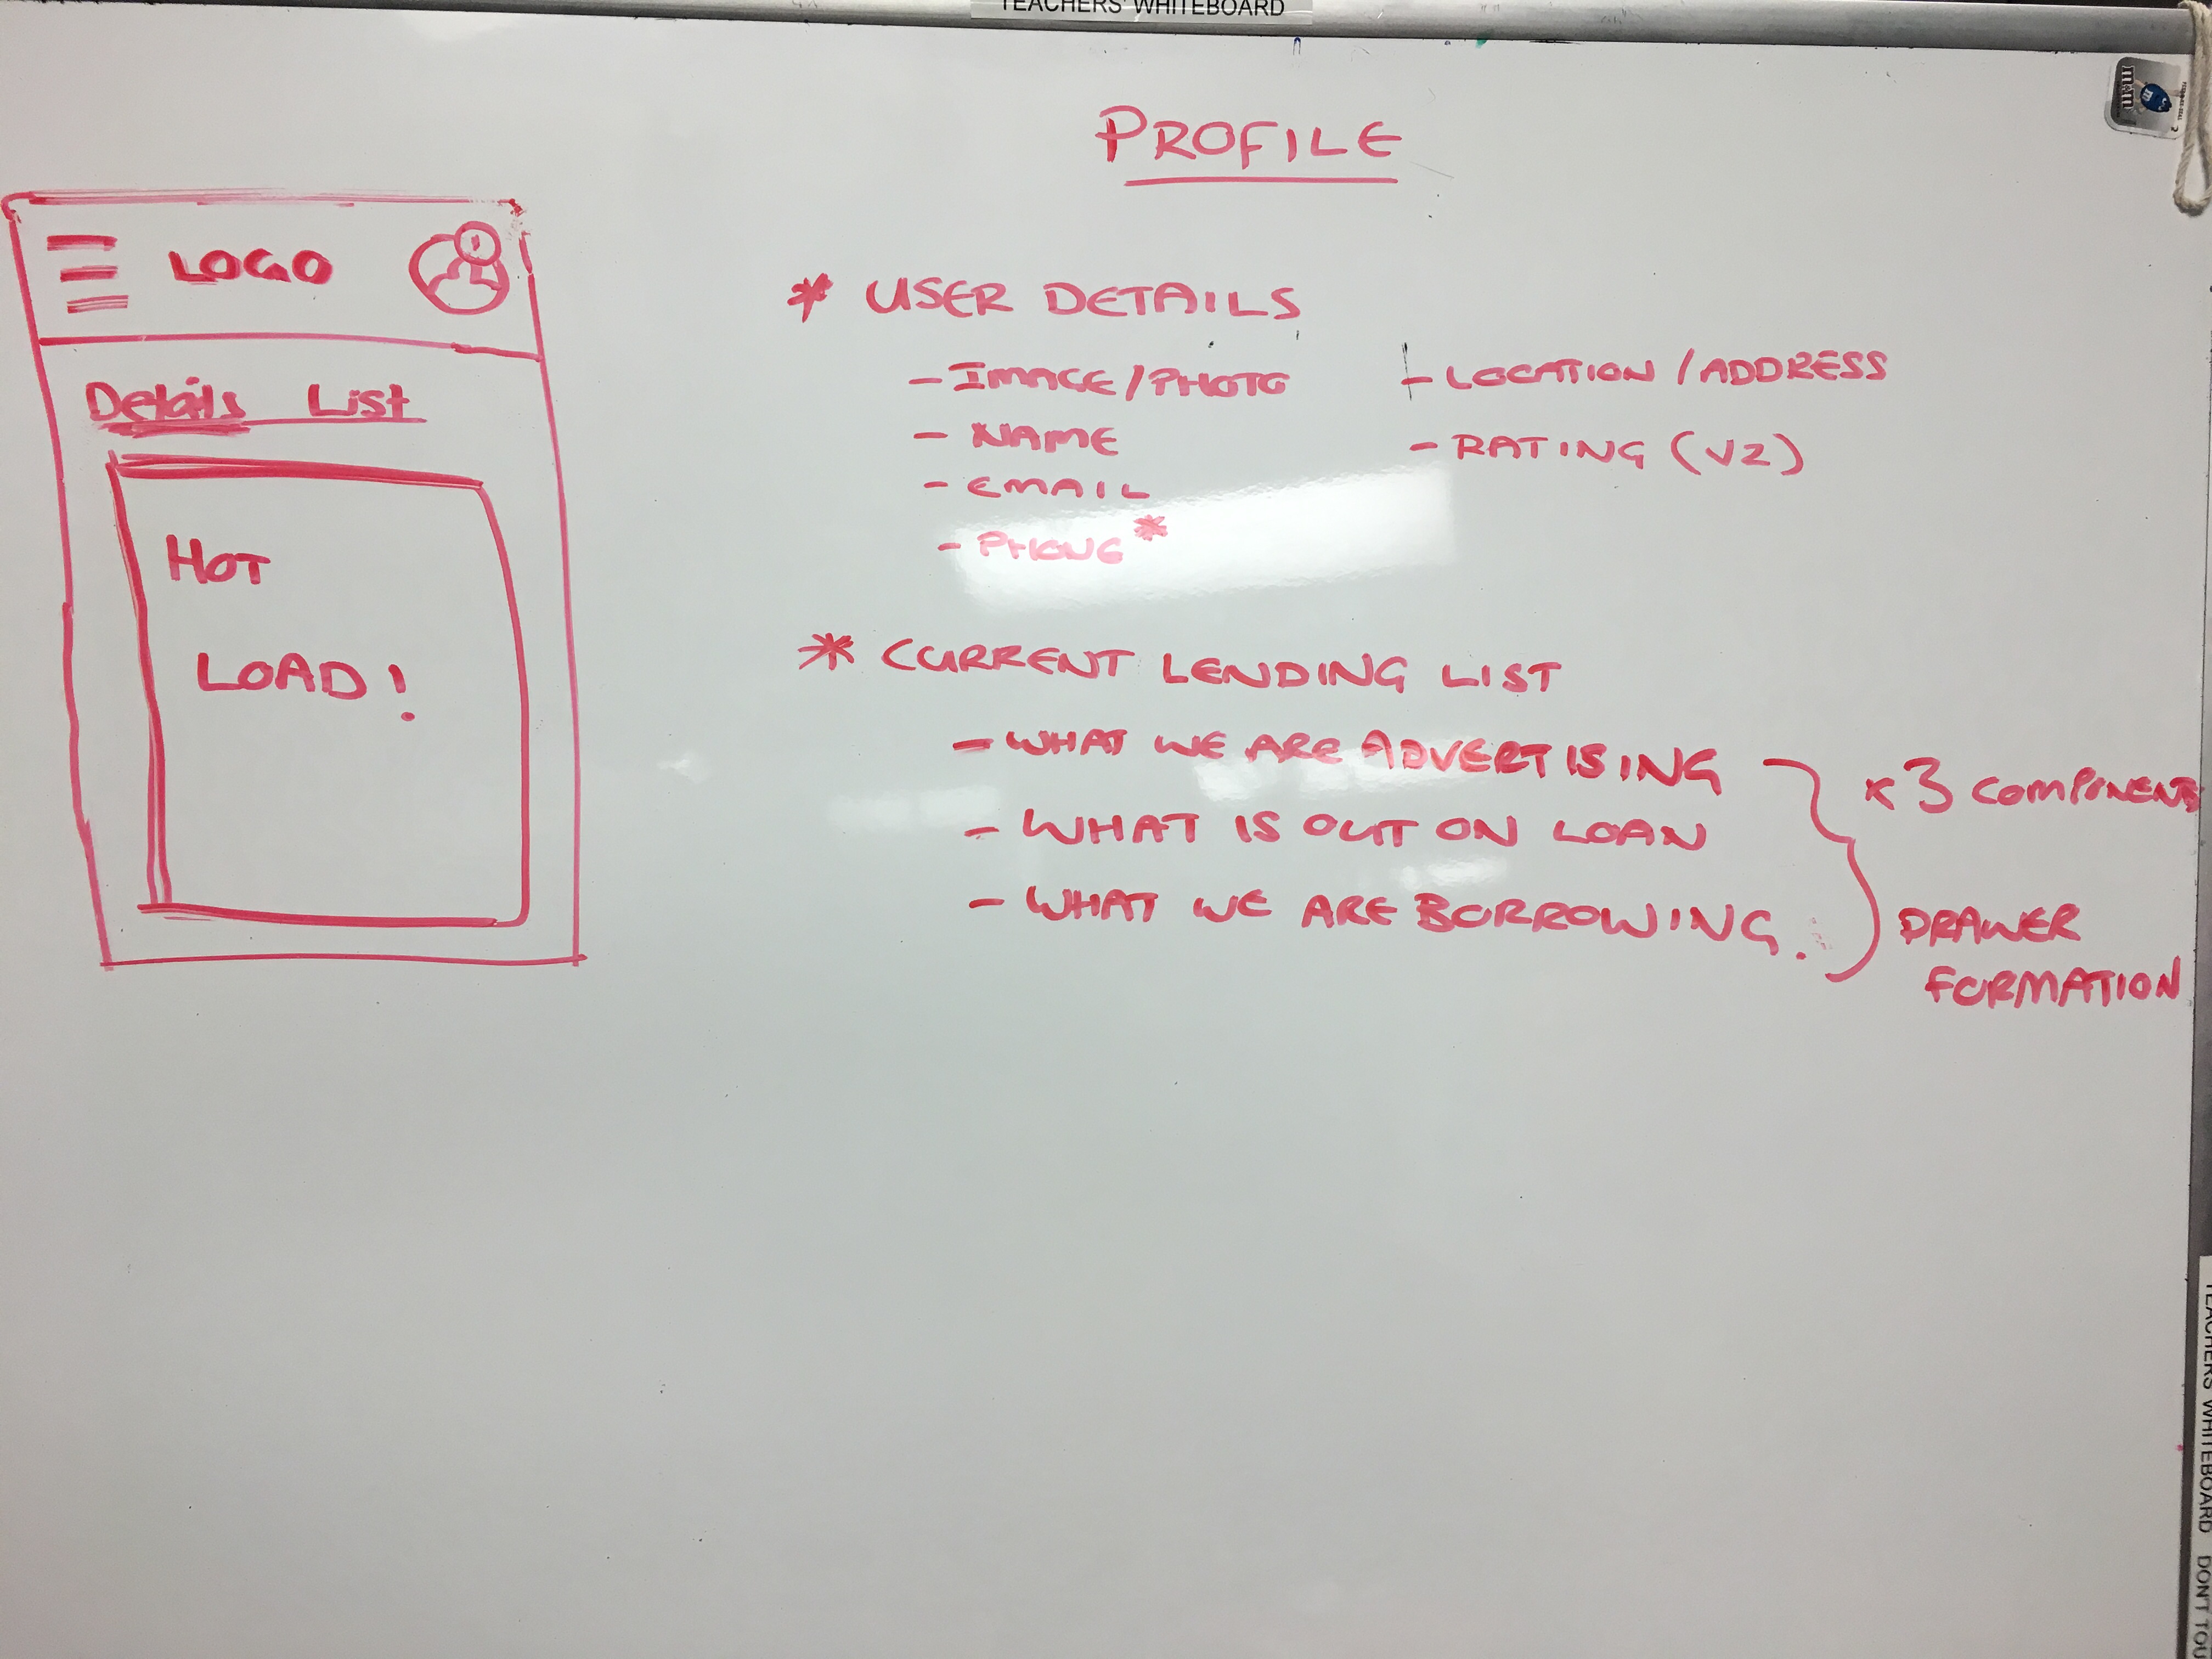 TEACHERS' WHITEBOARD
PROFILE
LOGO
Details List
HOT
LOAD!
* USER DETAILS
- IMAGE/PHOTO
- NAME
- EMAIL
- PHONE*
- LOCATION/ADDRESS
- RATING (V2)
* CURRENT LENDING LIST
- WHAT WE ARE ADVERTISING
- WHAT IS OUT ON LOAN
- WHAT WE ARE BORROWING.
x3 COMPONENTS
DRAWER
FORMATION
m&m
TEACHERS WHITEBOARD DON'T TOU